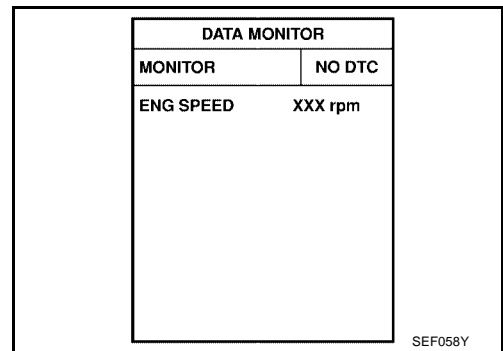 DATA MONITOR
MONITOR NO DTC
ENG SPEED XXX rpm
SEF058Y